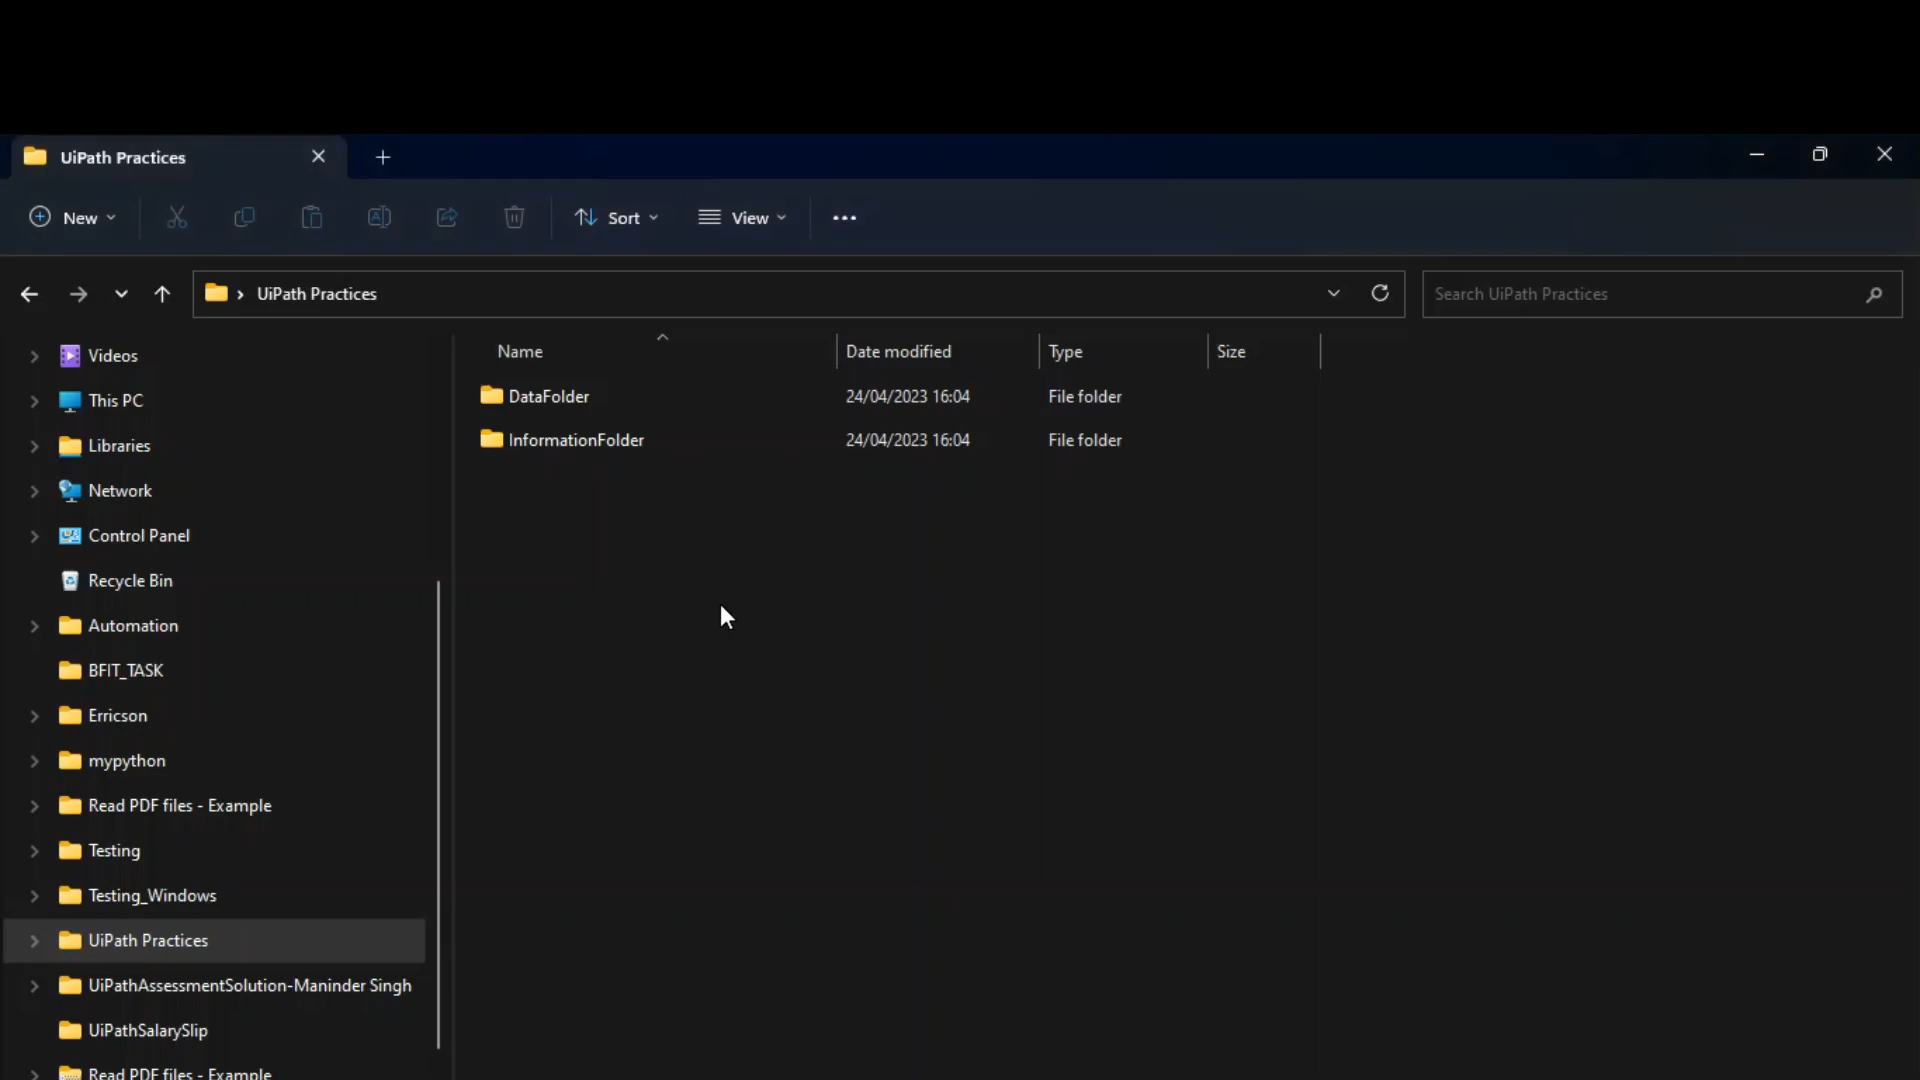 UiPath Practices
New
Sort
View
UiPath Practices
Search UiPath Practices
Videos
This PC
Libraries
Network
Control Panel
Recycle Bin
Automation
BFIT_TASK
Erricson
mypython
Read PDF files - Example
Testing
Testing_Windows
UiPath Practices
UiPathAssessmentSolution-Maninder Singh
UiPathSalarySlip
Read PDF files - Example
Name Date modified Type Size
DataFolder 24/04/2023 16:04 File folder
InformationFolder 24/04/2023 16:04 File folder